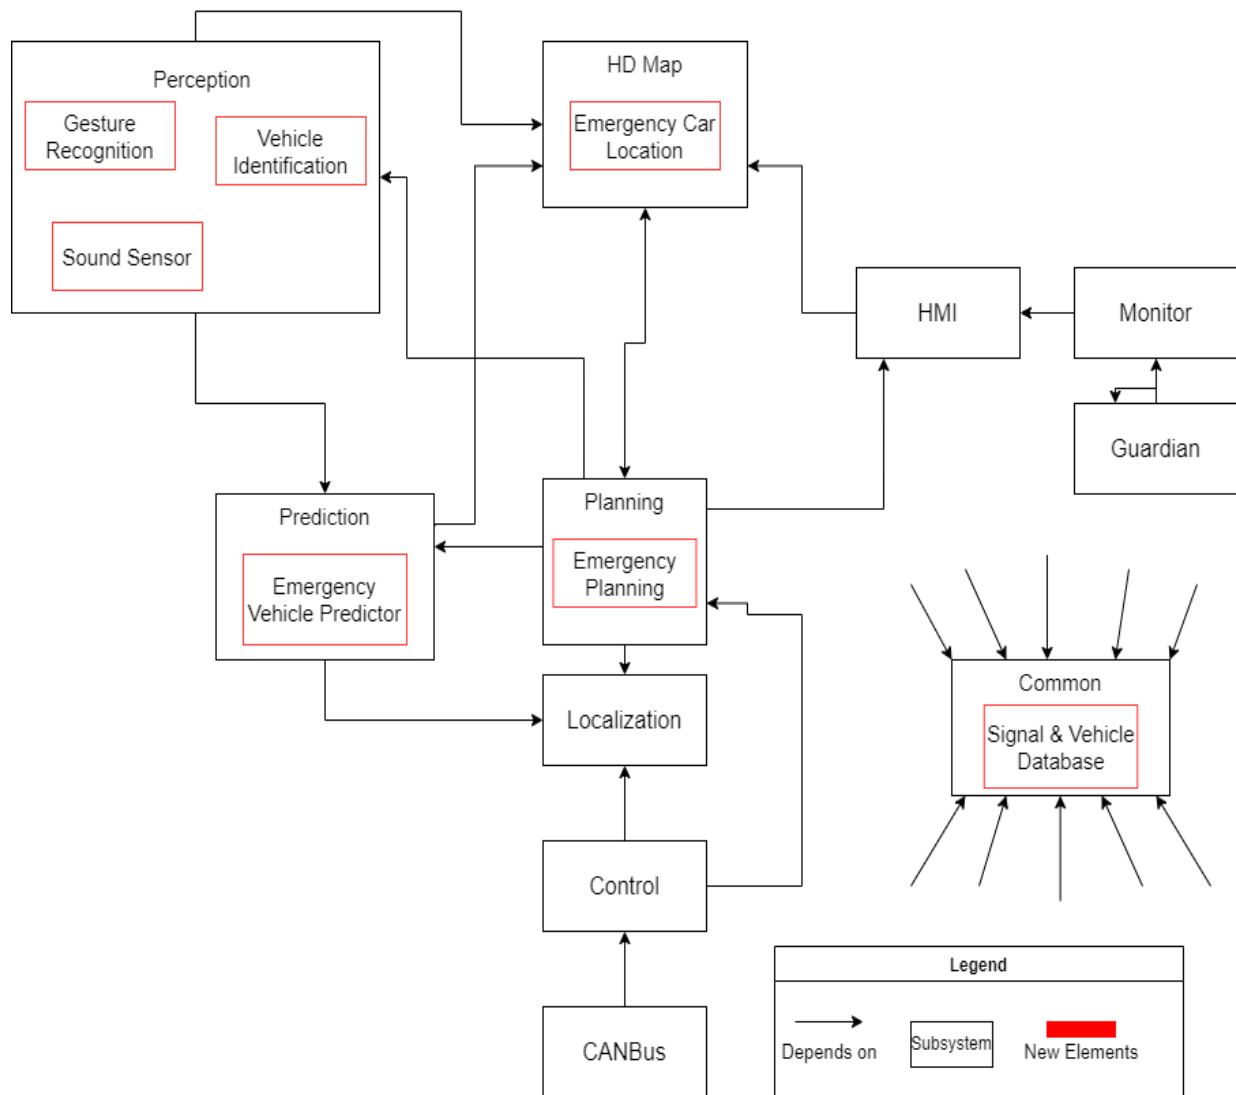 Perception
Gesture
Recognition
Vehicle
Identification
Sound Sensor
HD Map
Emergency Car
Location
HMI
Monitor
Guardian
Prediction
Emergency
Vehicle Predictor
Planning
Emergency
Planning
Localization
Common
Signal & Vehicle
Database
Control
CANBus
Legend
Depends on
Subsystem
New Elements